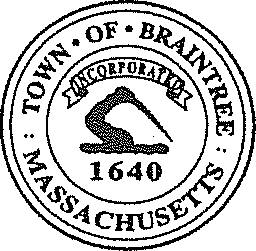 TOWN • OF • BRAINTREE
INCORPORATED
1640
: MASSACHUSETTS :